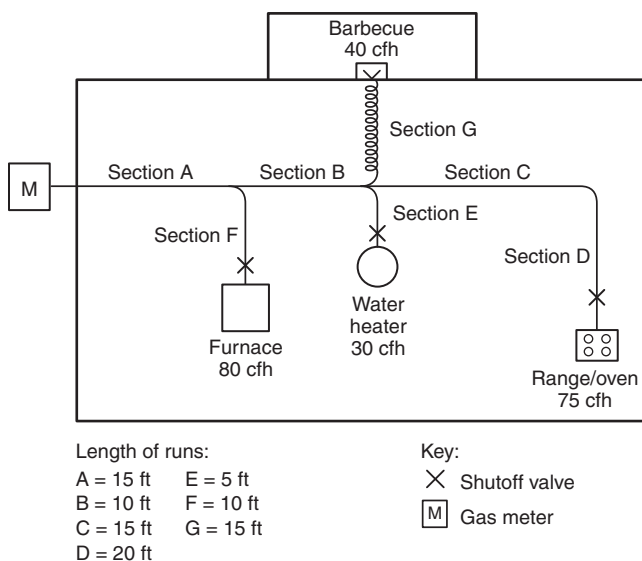 Barbecue
40 cfh
Section G
M
Section A
Section B
Section C
Section E
Section F
Section D
Water
heater
30 cfh
Furnace
80 cfh
Range/oven
75 cfh
Length of runs:
A = 15 ft E = 5 ft
B = 10 ft F = 10 ft
C = 15 ft G = 15 ft
D = 20 ft
Key:
Shutoff valve
M Gas meter